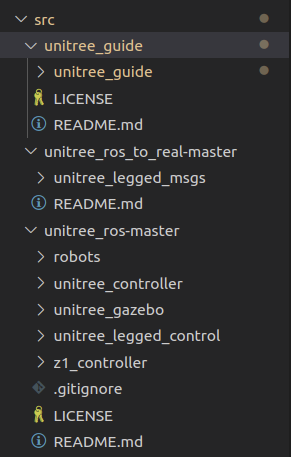 src
unitree_guide
unitree_guide
LICENSE
README.md
unitree_ros_to_real-master
unitree_legged_msgs
README.md
unitree_ros-master
robots
unitree_controller
unitree_gazebo
unitree_legged_control
z1_controller
.gitignore
LICENSE
README.md